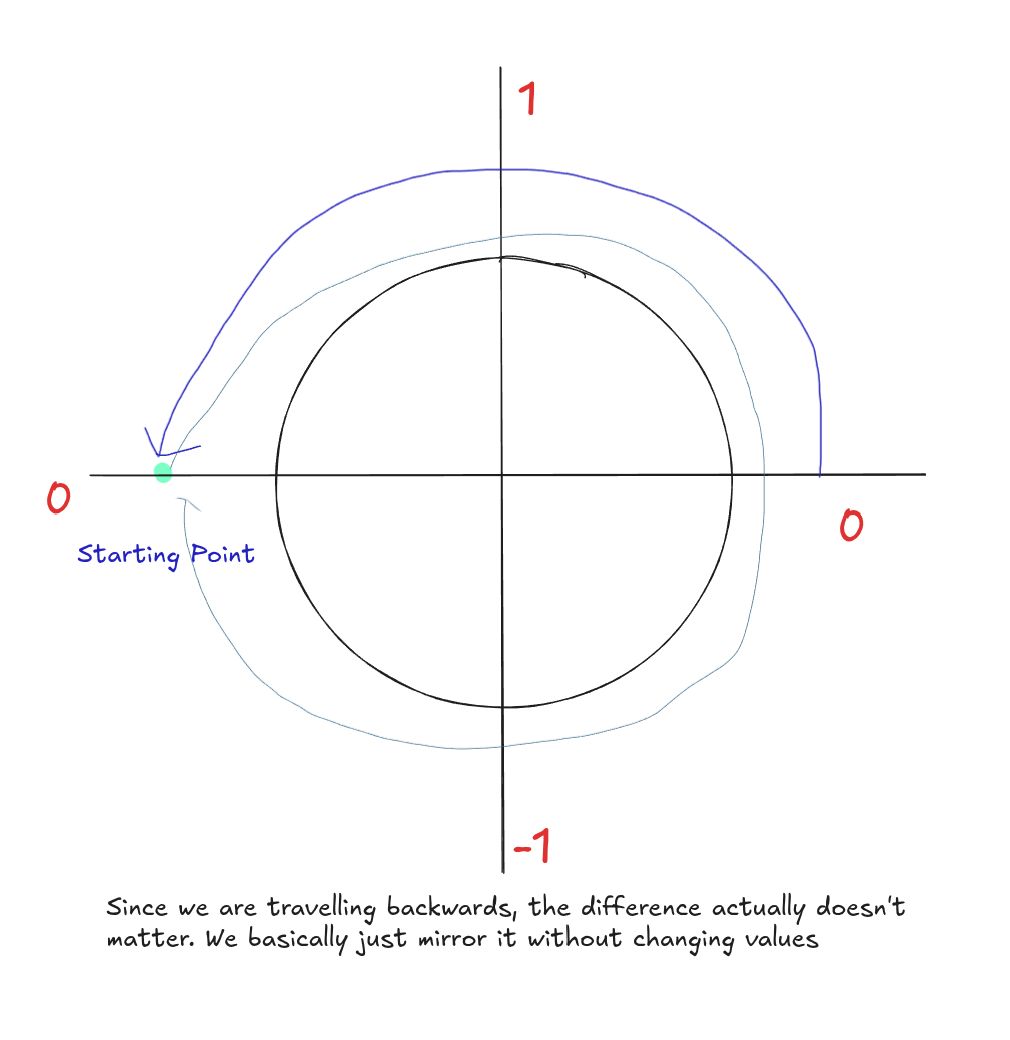 1
0
0
Starting Point
-1
Since we are travelling backwards, the difference actually doesn't
matter. We basically just mirror it without changing values